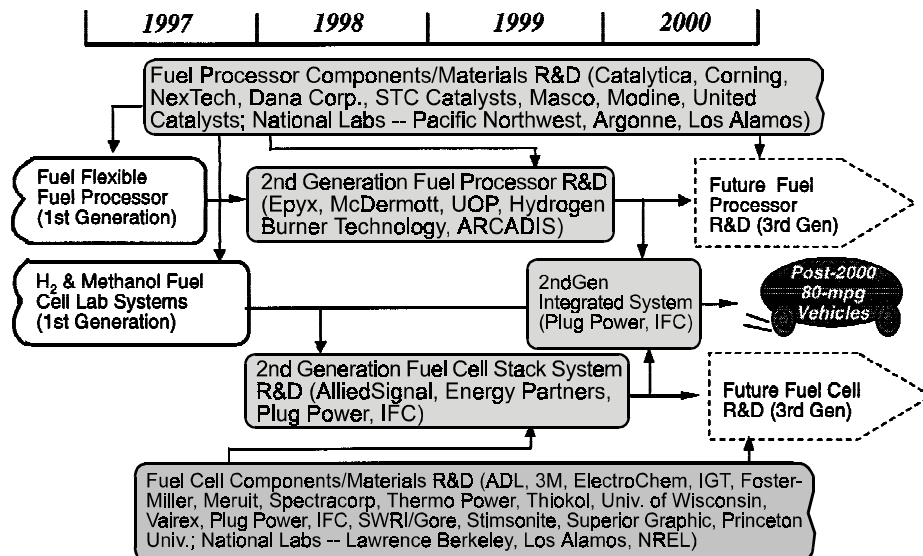 1997 1998 1999 2000
Fuel Processor Components/Materials R&D (Catalytica, Corning,
NexTech, Dana Corp., STC Catalysts, Masco, Modine, United
Catalysts; National Labs -- Pacific Northwest, Argonne, Los Alamos)
Fuel Flexible
Fuel Processor
(1st Generation)
2nd Generation Fuel Processor R&D
(Epyx, McDermott, UOP, Hydrogen
Burner Technology, ARCADIS)
Future Fuel
Processor
R&D (3rd Gen)
H2 & Methanol Fuel
Cell Lab Systems
(1st Generation)
2ndGen
Integrated System
(Plug Power, IFC)
Post-2000
80-mpg
Vehicles
2nd Generation Fuel Cell Stack System
R&D (AlliedSignal, Energy Partners,
Plug Power, IFC)
Future Fuel Cell
R&D (3rd Gen)
Fuel Cell Components/Materials R&D (ADL, 3M, ElectroChem, IGT, Foster-
Miller, Meruit, Spectracorp, Thermo Power, Thiokol, Univ. of Wisconsin,
Vairex, Plug Power, IFC, SWRI/Gore, Stimsonite, Superior Graphic, Princeton
Univ.; National Labs -- Lawrence Berkeley, Los Alamos, NREL)